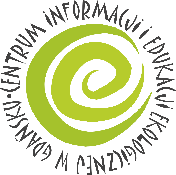 CENTRUM INFORMACJI I EDUKACJI EKOLOGICZNEJ W GDAŃSKU •